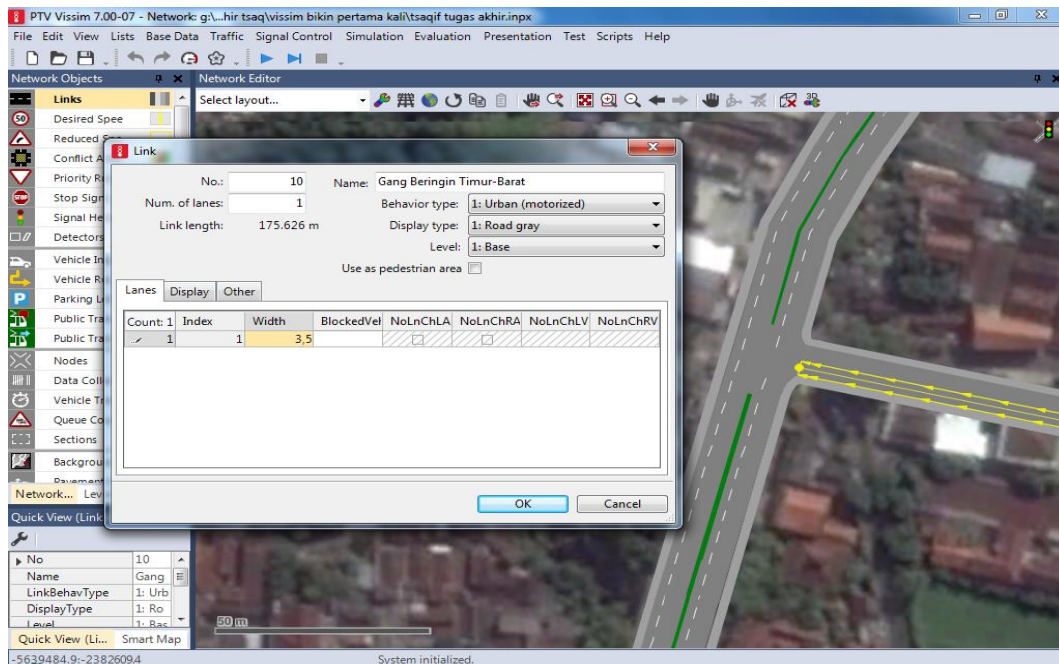 PTV Vissim 7.00-07 - Network: g:\...hir tsaq\vissim bikin pertama kali\tsaqif tugas akhir.inpx
File Edit View Lists Base Data Traffic Signal Control Simulation Evaluation Presentation Test Scripts Help
Network Objects
Network Editor
Links
Select layout...
50
Desired Spee
Reduced Spe
Conflict A
Priority Ru
STOP
Stop Sign
Signal He
Detectors
Vehicle In
Vehicle Ro
P
Parking L
Public Tra
Public Tra
Nodes
Data Coll
Vehicle Tr
Queue Co
Sections
Backgrou
Pavement
Network... Lev
Link
No.: 10
Name: Gang Beringin Timur-Barat
Num. of lanes: 1
Behavior type: 1: Urban (motorized)
Link length: 175.626 m
Display type: 1: Road gray
Level: 1: Base
Use as pedestrian area
Lanes Display Other
Count: 1 Index Width BlockedVel NoLnChLA NoLnChRA NoLnChLV NoLnChRV
1 1 3,5
OK Cancel
Quick View (Link
No 10
Name Gang
LinkBehavType 1: Urb
DisplayType 1: Ro
Level 1: Bas
Quick View (Li... Smart Map
50 m
-5639484.9:-2382609.4 System initialized.